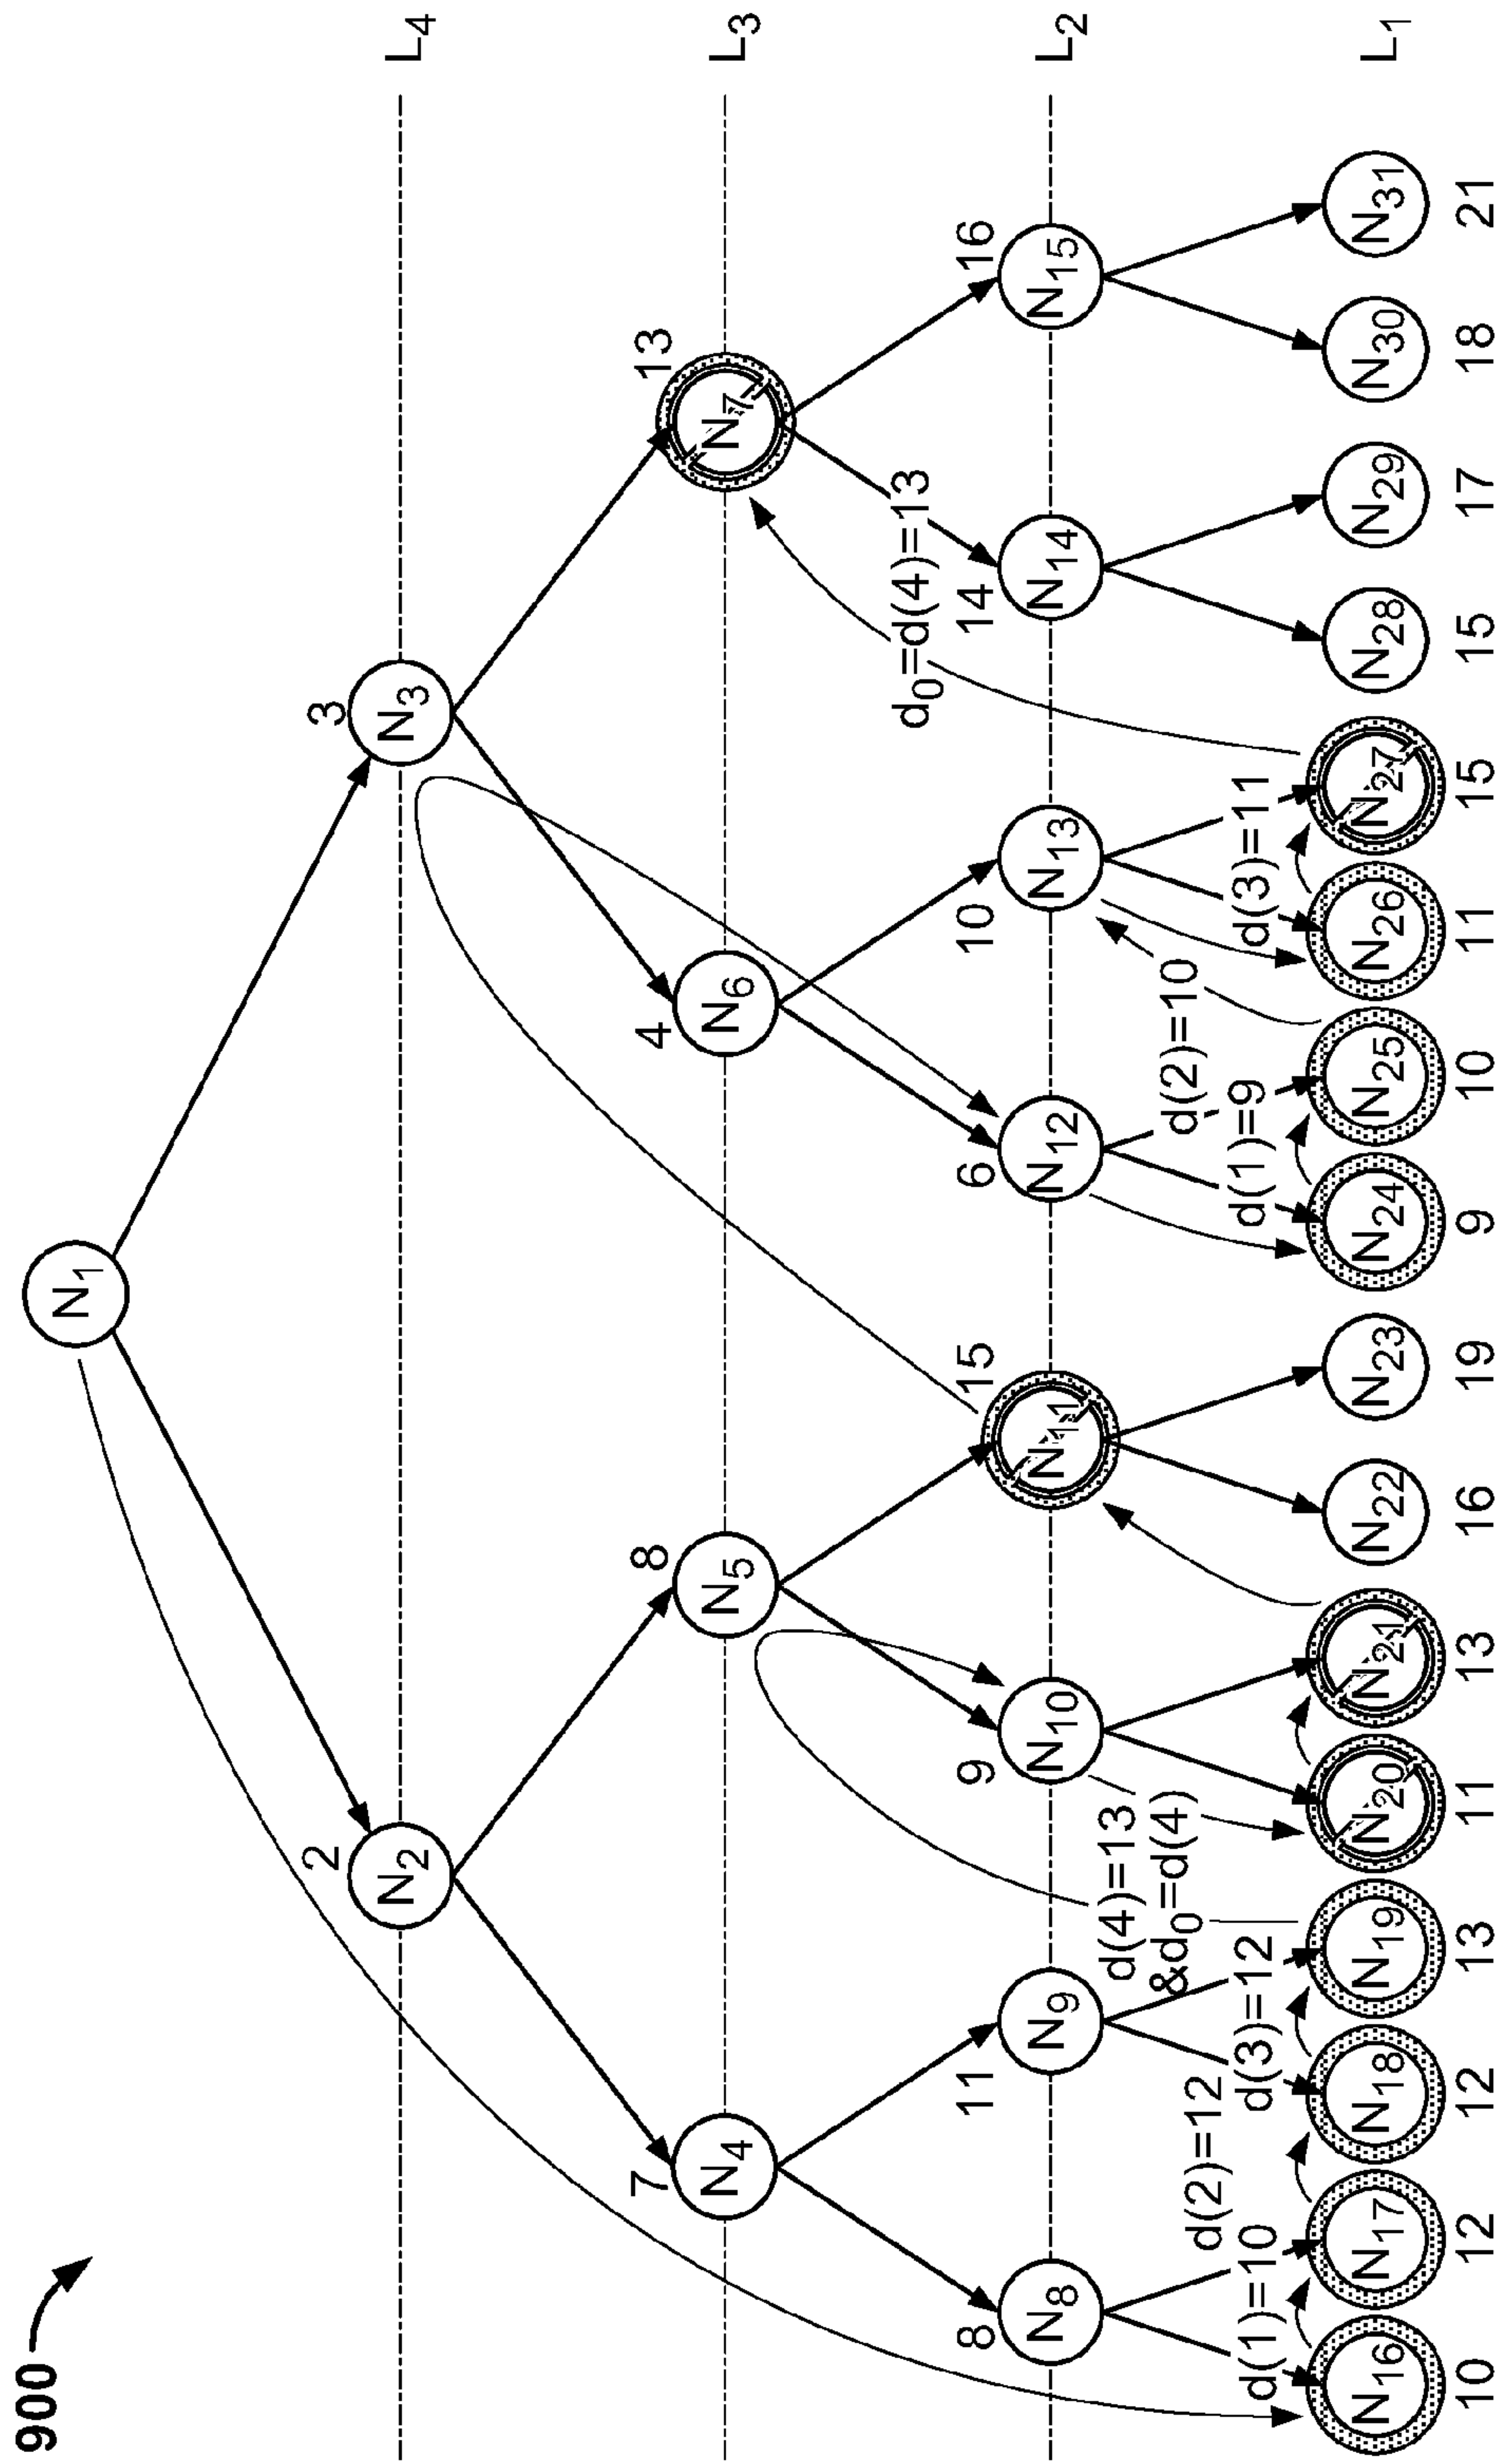 900
N1
2
N2
3
N3
L4
7
N4
8
N5
4
N6
13
N7
L3
8
N8
11
N9
9
N10
15
N11
6
N12
10
N13
14
N14
16
N15
L2
d(1)=10
d(2)=12
d(3)=12
d(4)=13
&d0=d(4)
d(1)=9
d(2)=10
d(3)=11
d0=d(4)=13
N16
N17
N18
N19
N20
N21
N22
N23
N24
N25
N26
N27
N28
N29
N30
N31
L1
10
12
12
13
11
13
16
19
9
10
11
15
15
17
18
21